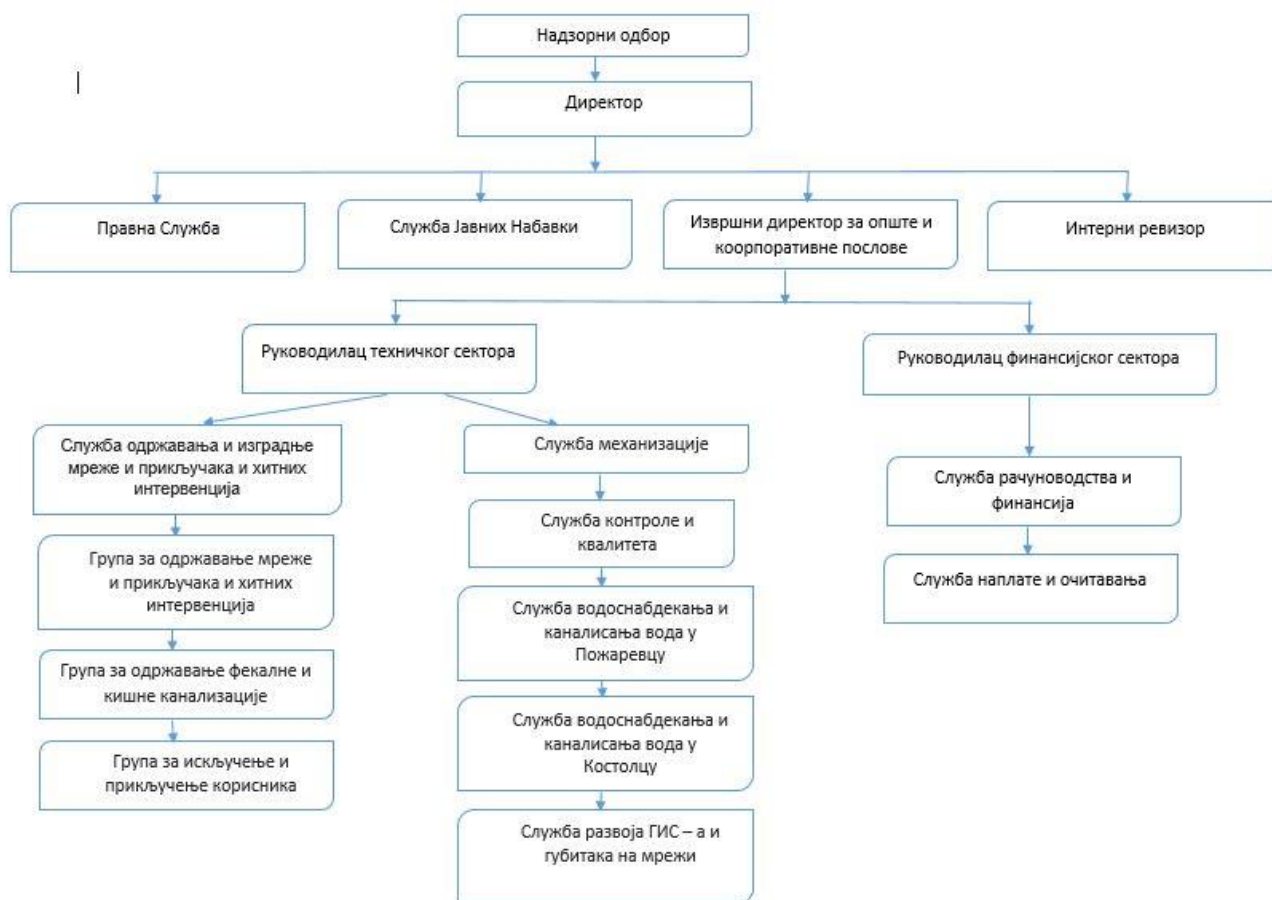 Надзорни одбор
Директор
Правна Служба
Служба Јавних Набавки
Извршни директор за опште и
коорпоративне послове
Интерни ревизор
Руководилац техничког сектора
Руководилац финансијског сектора
Служба одржавања и изградње
мреже и прикључака и хитних
интервенција
Група за одржавање мреже
и прикључака и хитних
интервенција
Група за одржавање фекалне и
кишне канализације
Група за искључење и
прикључење корисника
Служба механизације
Служба контроле и
квалитета
Служба водоснабдекања и
каналисања вода у
Пожаревцу
Служба водоснабдекања и
каналисања вода у
Костолцу
Служба развоја ГИС – а и
губитака на мрежи
Служба рачуноводства и
финансија
Служба наплате и очитавања